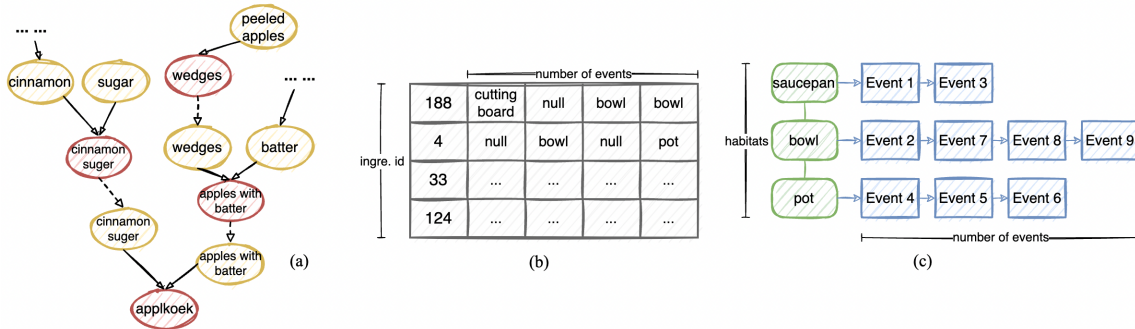 ... ...
cinnamon
sugar
cinnamon
suger
cinnamon
suger
peeled
apples
wedges
... ...
wedges
batter
apples with
batter
apples with
batter
applkoek
(a)
number of events
ingre. id
188
cutting
board
null
bowl
bowl
4
null
bowl
null
pot
33
...
...
...
...
124
...
...
...
...
(b)
habitats
saucepan
Event 1
Event 3
bowl
Event 2
Event 7
Event 8
Event 9
pot
Event 4
Event 5
Event 6
number of events
(c)